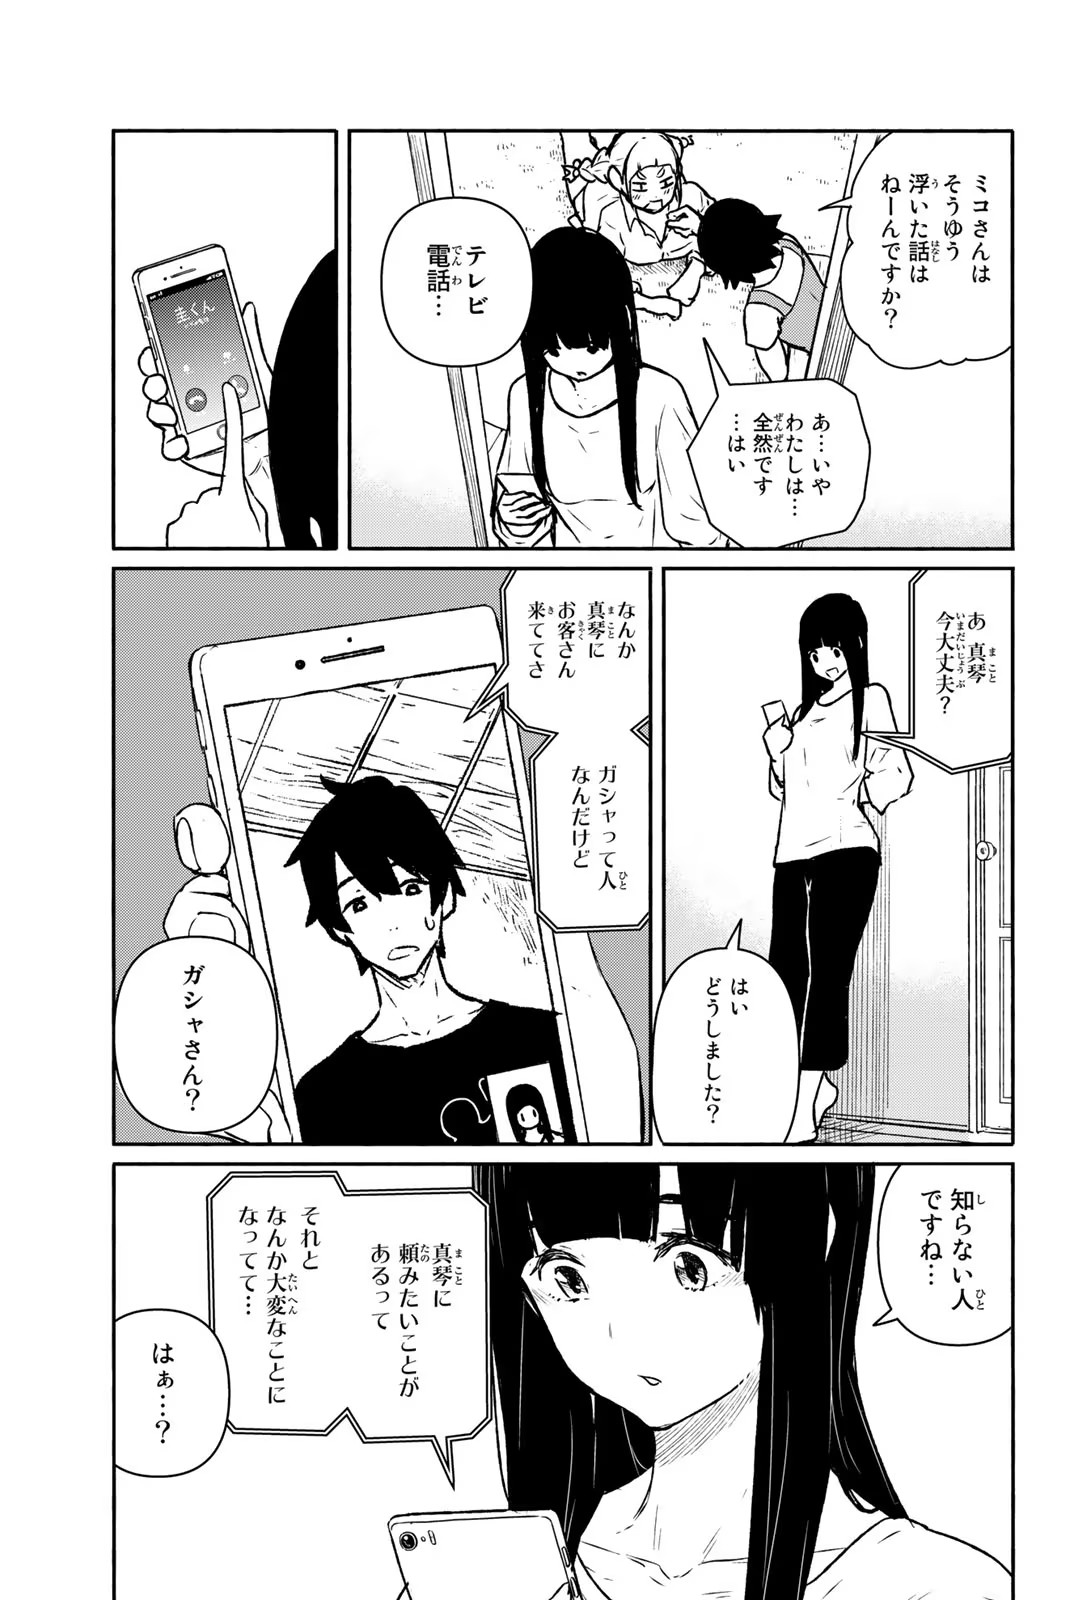 ミコさんは
そうゆう
浮いた話は
ねーんですか？
あ…いや
わたしは…
全然です
…はい
テレビ
電話…
圭くん
あ 真琴
今大丈夫？
はい
どうしました？
なんか
真琴に
お客さん
来ててさ
ガシャって人
なんだけど
ガシャさん？
知らない人
ですね…
真琴に
頼みたいことが
あるって
それと
なんか大変なことに
なってて…
はぁ…？